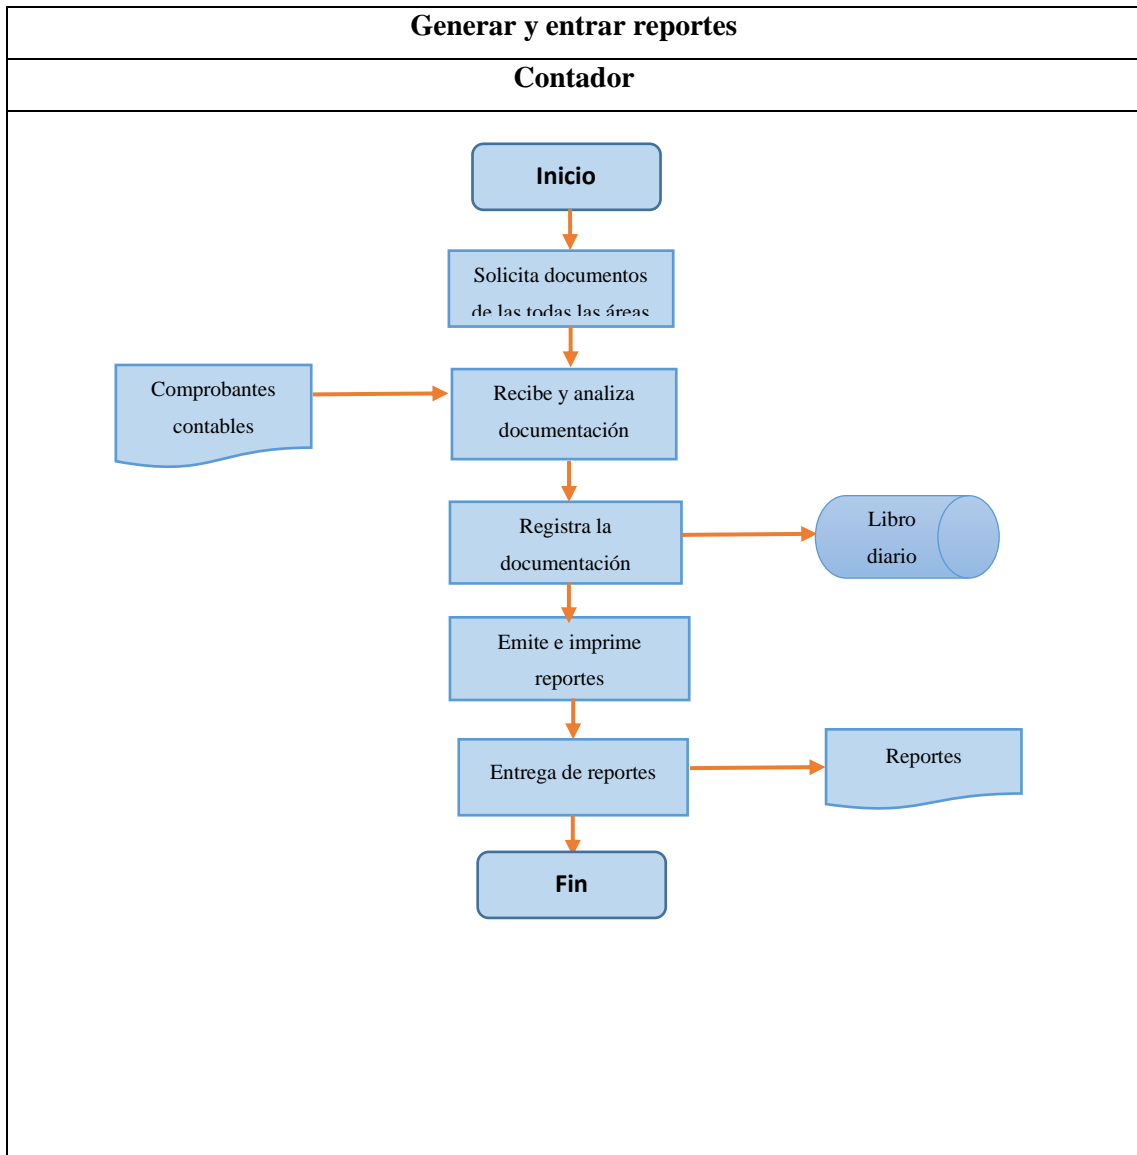 Generar y entrar reportes
Contador
Inicio
Solicita documentos
de las todas las áreas
Comprobantes
contables
Recibe y analiza
documentación
Registra la
documentación
Libro
diario
Emite e imprime
reportes
Entrega de reportes
Reportes
Fin